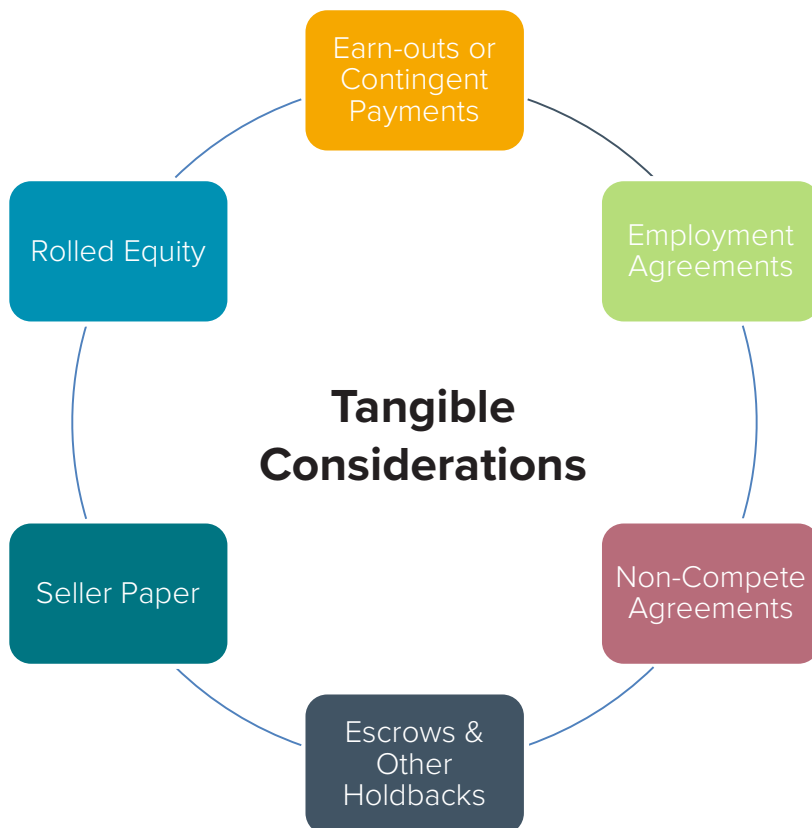 Earn-outs or
Contingent
Payments
Employment
Agreements
Non-Compete
Agreements
Escrows &
Other
Holdbacks
Seller Paper
Rolled Equity
Tangible
Considerations